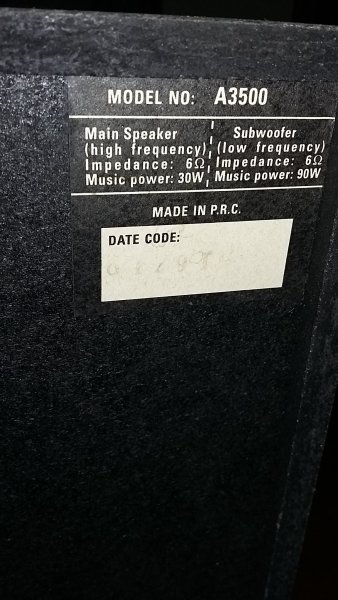 MODEL NO: A3500
Main Speaker Subwoofer
(high frequency) (low frequency)
Impedance: 6Ω Impedance: 6Ω
Music power: 30W Music power: 90W
MADE IN P.R.C.
DATE CODE: